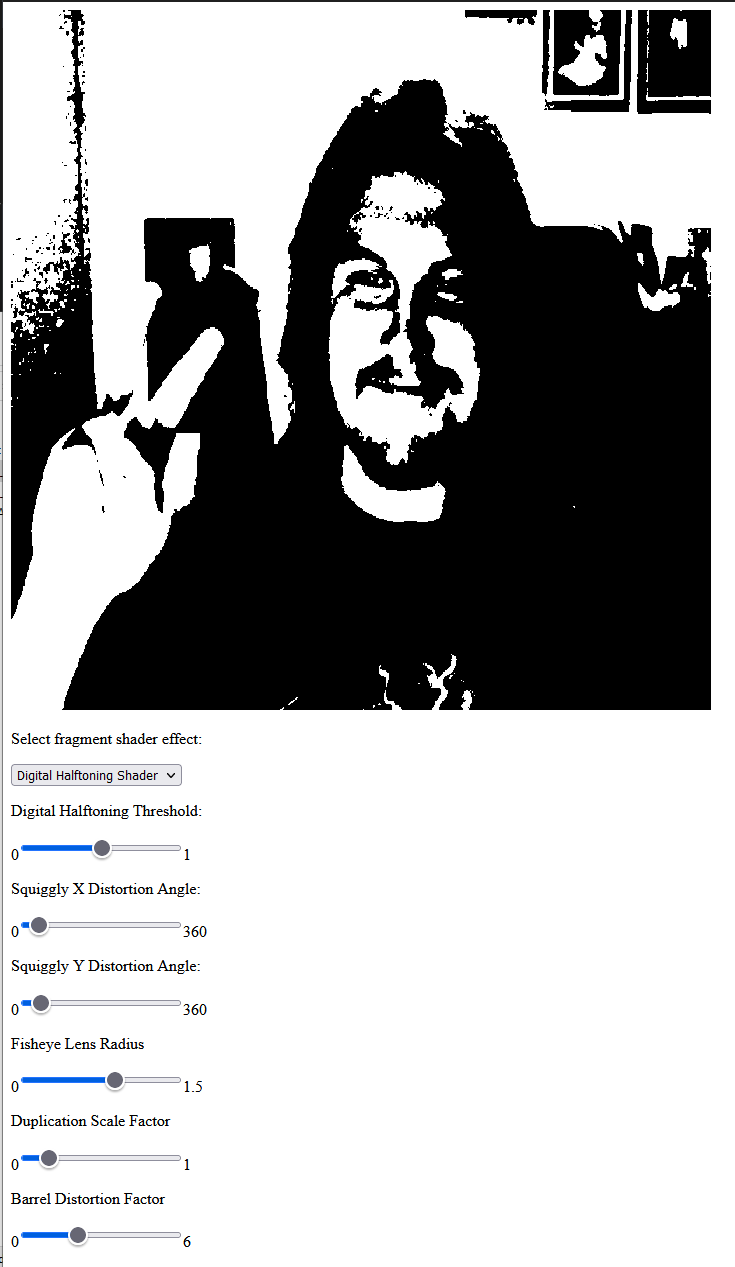 Select fragment shader effect:
Digital Halftoning Shader
Digital Halftoning Threshold:
0 1
Squiggly X Distortion Angle:
0 360
Squiggly Y Distortion Angle:
0 360
Fisheye Lens Radius
0 1.5
Duplication Scale Factor
0 1
Barrel Distortion Factor
0 6